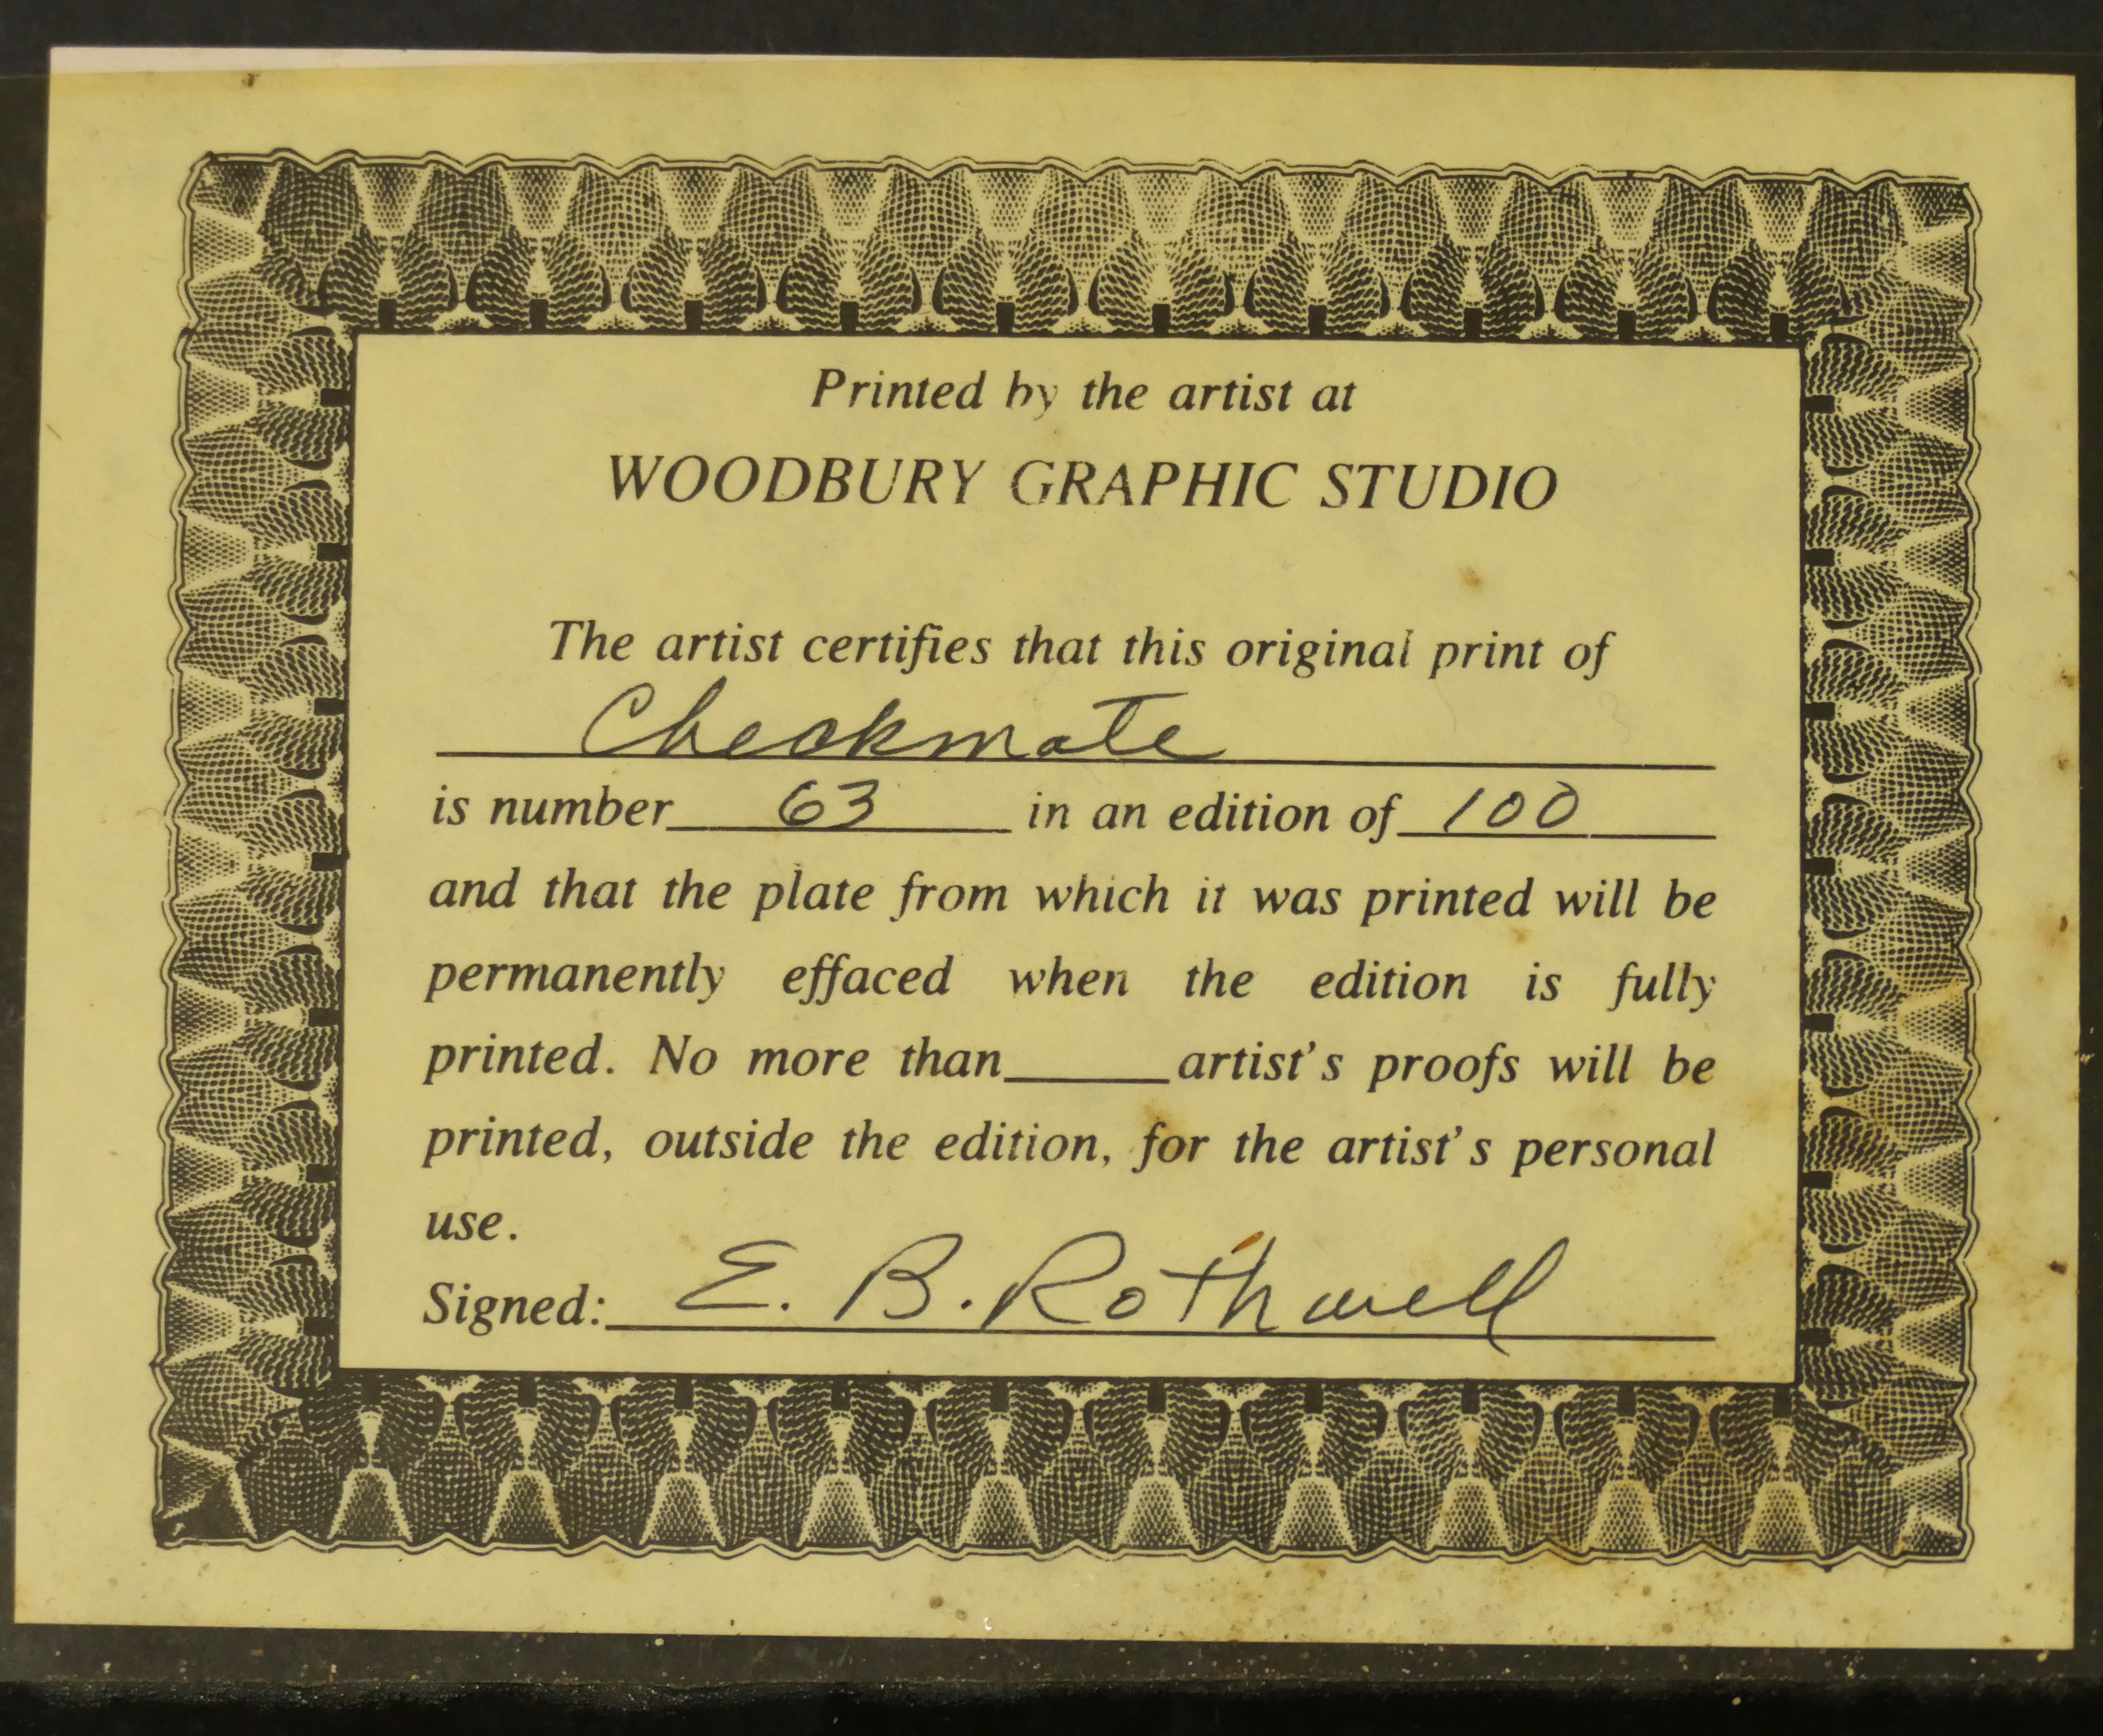 Printed by the artist at
WOODBURY GRAPHIC STUDIO
The artist certifies that this original print of
Checkmate
is number 63 in an edition of 100
and that the plate from which it was printed will be
permanently effaced when the edition is fully
printed. No more than_____artist's proofs will be
printed, outside the edition, for the artist's personal
use.
Signed: E. B. Rothwell